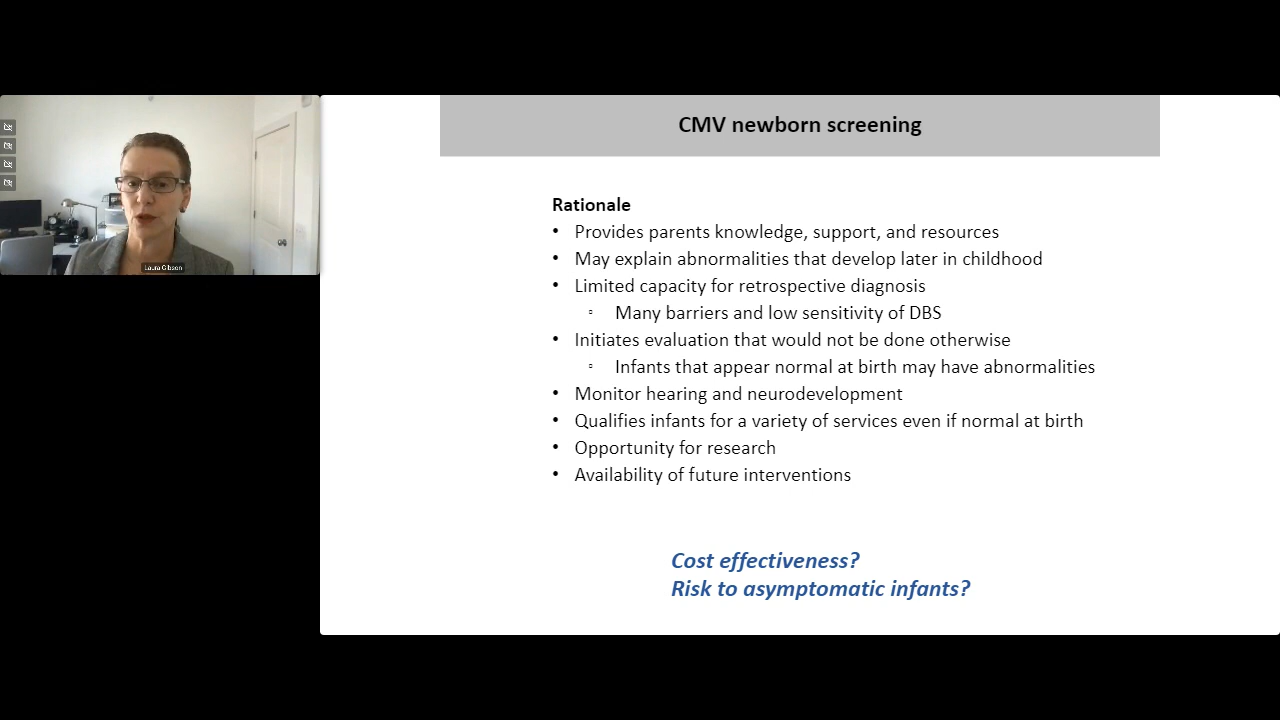 CMV newborn screening
Laura Gibson
Rationale
• Provides parents knowledge, support, and resources
• May explain abnormalities that develop later in childhood
• Limited capacity for retrospective diagnosis
▫ Many barriers and low sensitivity of DBS
• Initiates evaluation that would not be done otherwise
▫ Infants that appear normal at birth may have abnormalities
• Monitor hearing and neurodevelopment
• Qualifies infants for a variety of services even if normal at birth
• Opportunity for research
• Availability of future interventions
Cost effectiveness?
Risk to asymptomatic infants?